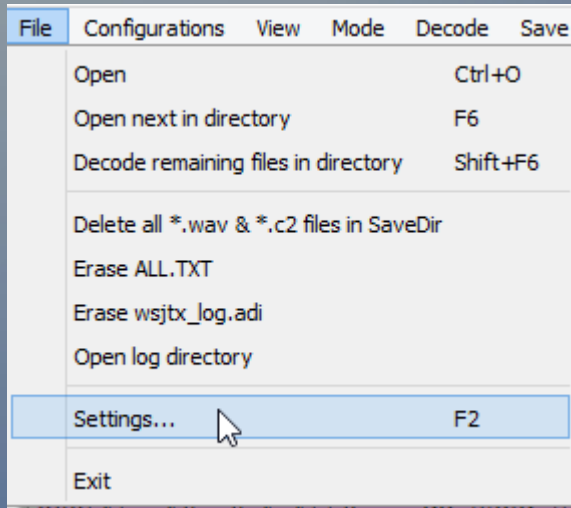 File Configurations View Mode Decode Save
Open Ctrl+O
Open next in directory F6
Decode remaining files in directory Shift+F6
Delete all *.wav & *.c2 files in SaveDir
Erase ALL.TXT
Erase wsjtx_log.adi
Open log directory
Settings... F2
Exit